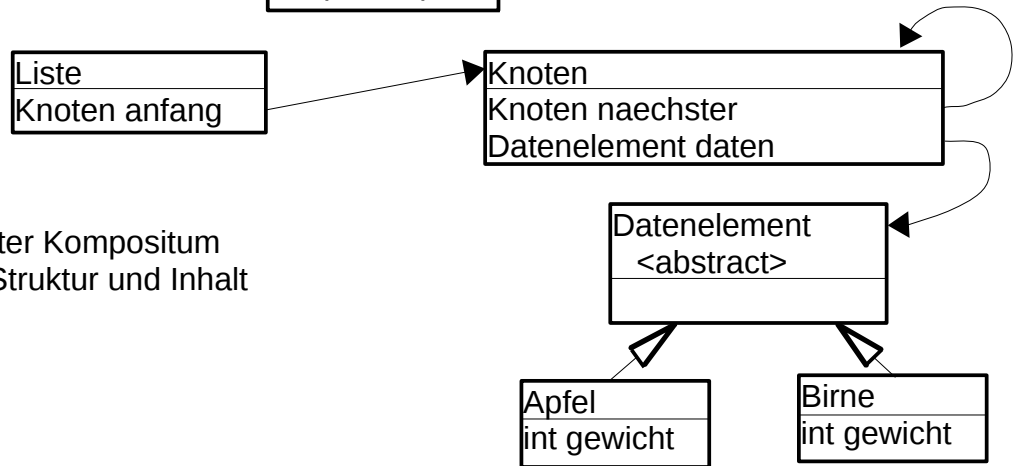 Liste
Knoten anfang
Knoten
Knoten naechster
Datenelement daten
Kompositum
Struktur und Inhalt
Datenelement
<abstract>
Apfel
int gewicht
Birne
int gewicht